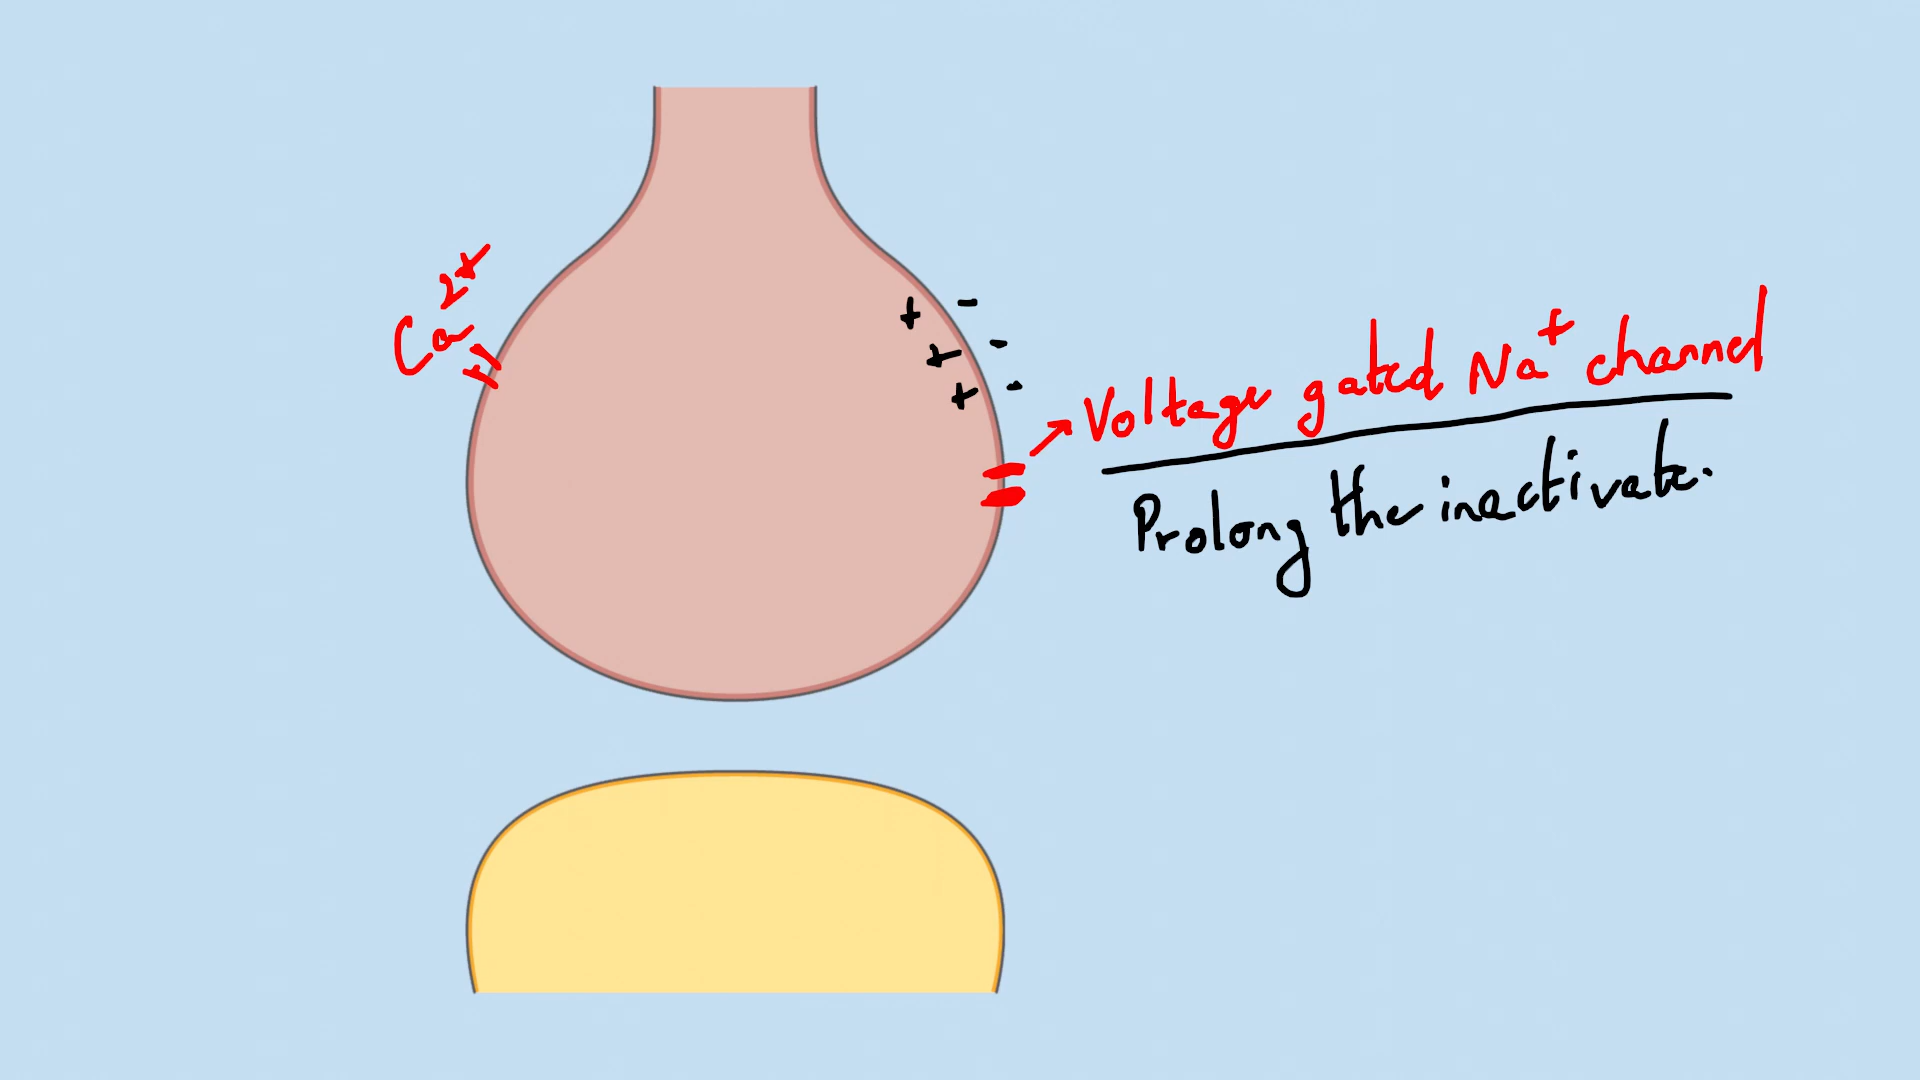 Ca2+
+ -
+ -
+ -
Voltage gated Na+ channel
Prolong the inactivate.